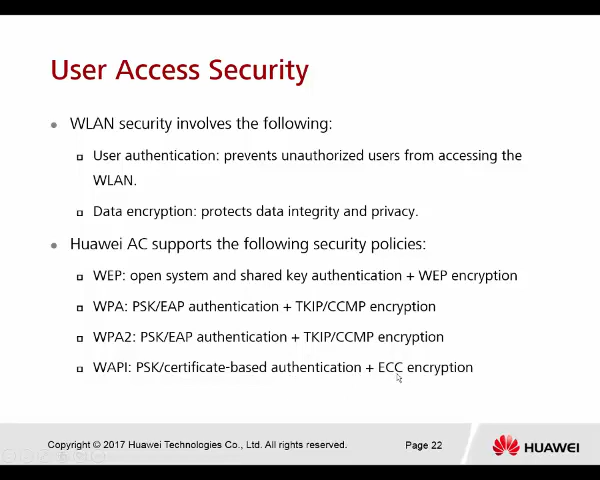 User Access Security
WLAN security involves the following:
User authentication: prevents unauthorized users from accessing the
WLAN.
Data encryption: protects data integrity and privacy.
Huawei AC supports the following security policies:
WEP: open system and shared key authentication + WEP encryption
WPA: PSK/EAP authentication + TKIP/CCMP encryption
WPA2: PSK/EAP authentication + TKIP/CCMP encryption
WAPI: PSK/certificate-based authentication + ECC encryption
Copyright © 2017 Huawei Technologies Co., Ltd. All rights reserved.
Page 22
HUAWEI